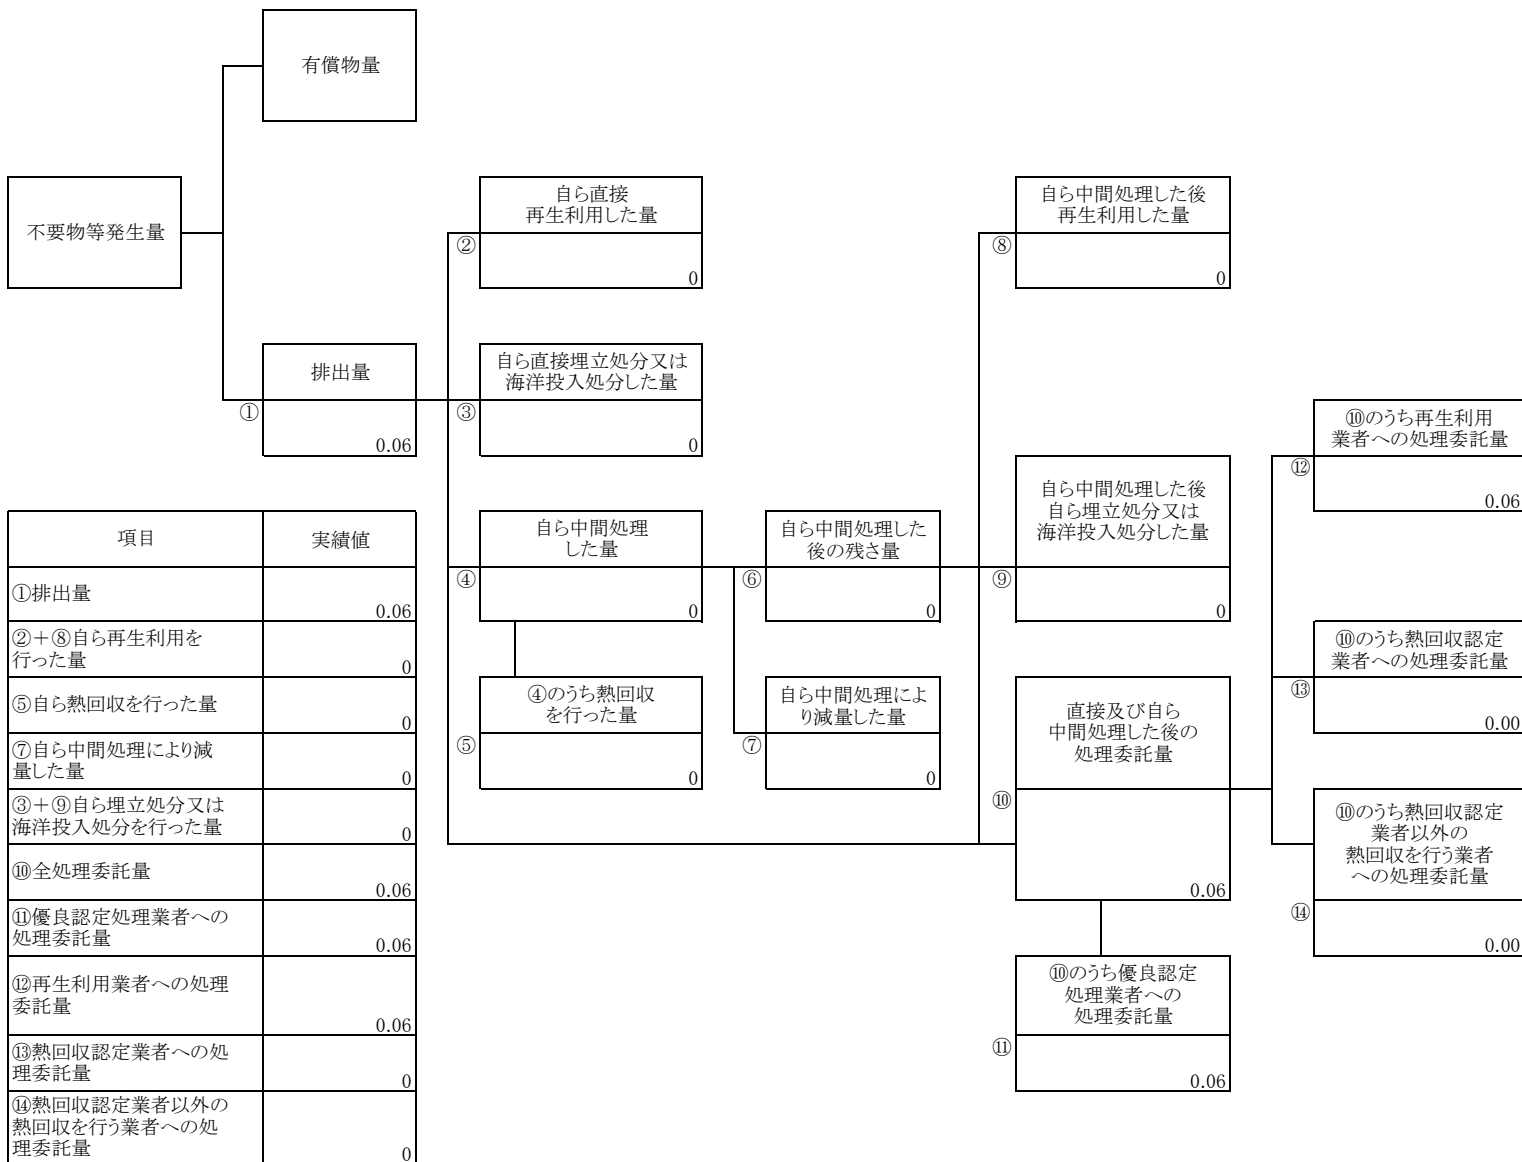 有償物量
不要物等発生量
自ら直接
再生利用した量
②
0
自ら中間処理した後
再生利用した量
⑧
0
排出量
①
0.06
自ら直接埋立処分又は
海洋投入処分した量
③
0
⑩のうち再生利用
業者への処理委託量
⑫
0.06
自ら中間処理
した量
④
0
自ら中間処理した
後の残さ量
⑥
0
自ら中間処理した後
自ら埋立処分又は
海洋投入処分した量
⑨
0
⑩のうち熱回収認定
業者への処理委託量
⑬
0.00
④のうち熱回収
を行った量
⑤
0
自ら中間処理によ
り減量した量
⑦
0
直接及び自ら
中間処理した後の
処理委託量
⑩
0.06
⑩のうち熱回収認定
業者以外の
熱回収を行う業者
への処理委託量
⑭
0.00
⑩のうち優良認定
処理業者への
処理委託量
⑪
0.06
項目 実績値
①排出量
0.06
②＋⑧自ら再生利用を
行った量
0
⑤自ら熱回収を行った量
0
⑦自ら中間処理により減
量した量
0
③＋⑨自ら埋立処分又は
海洋投入処分を行った量
0
⑩全処理委託量
0.06
⑪優良認定処理業者への
処理委託量
0.06
⑫再生利用業者への処理
委託量
0.06
⑬熱回収認定業者への処
理委託量
0
⑭熱回収認定業者以外の
熱回収を行う業者への処
理委託量
0